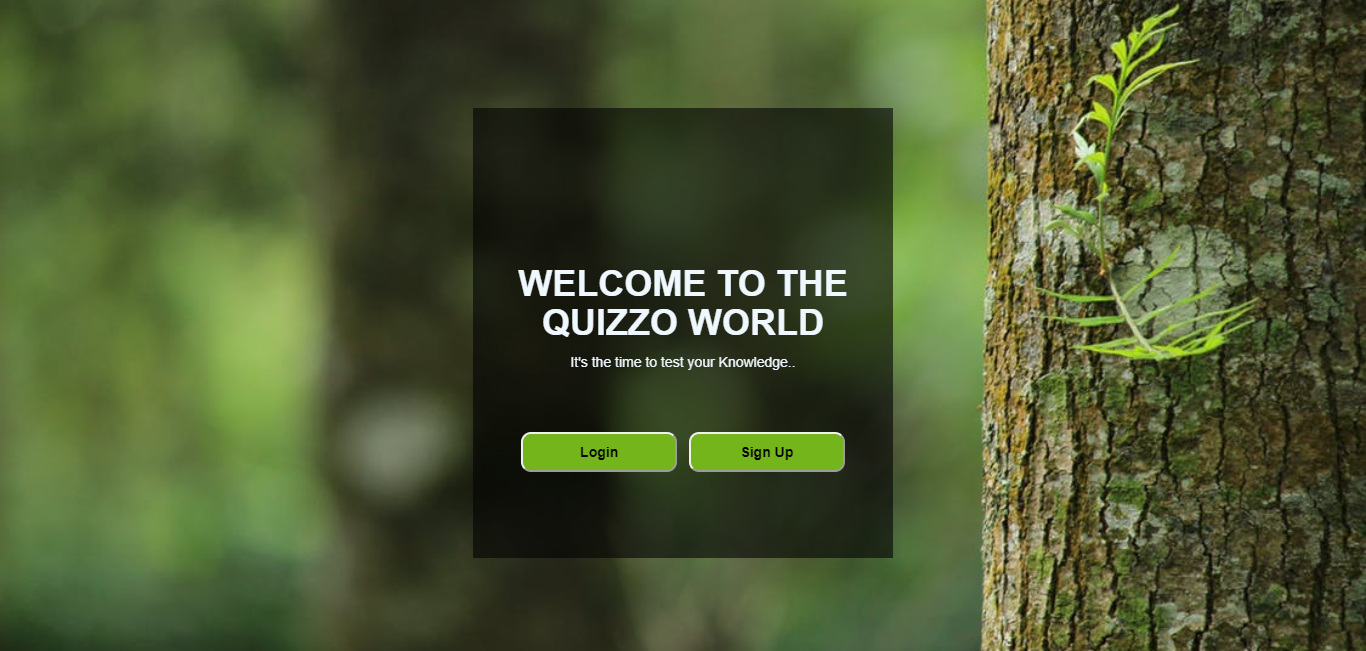 WELCOME TO THE
QUIZZO WORLD
It's the time to test your Knowledge..
Login
Sign Up